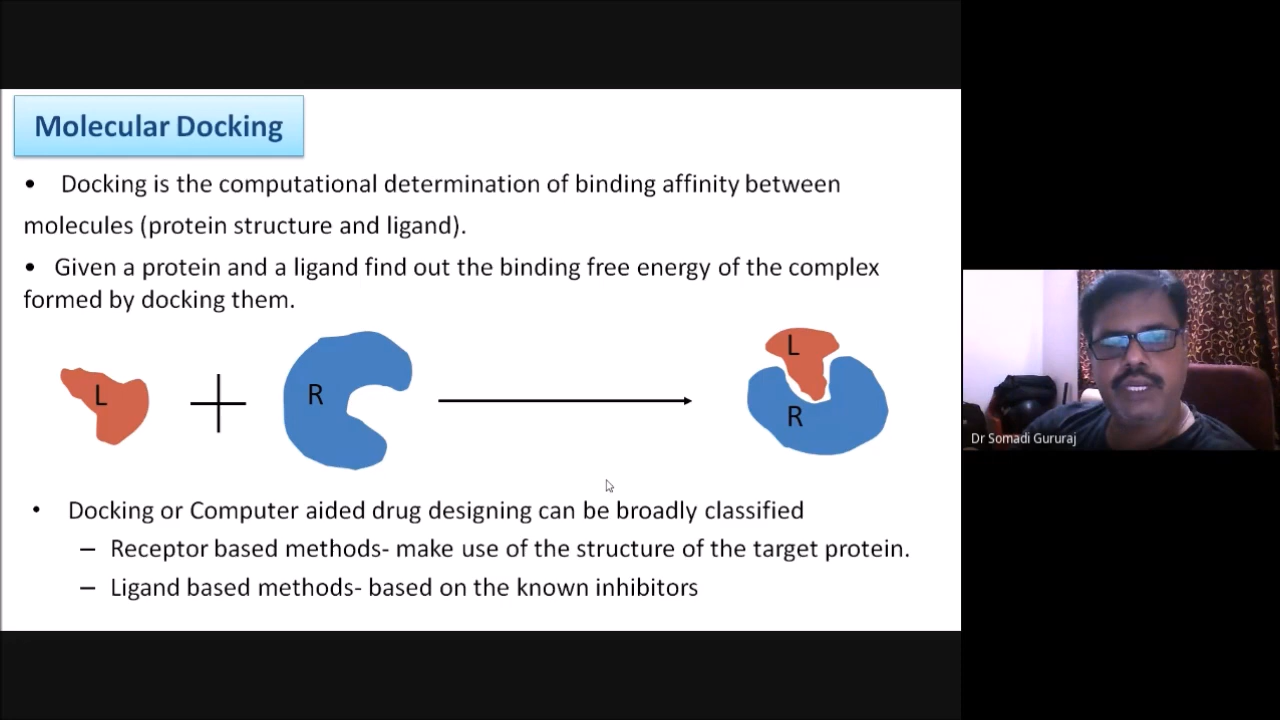 Molecular Docking
• Docking is the computational determination of binding affinity between
molecules (protein structure and ligand).
• Given a protein and a ligand find out the binding free energy of the complex
formed by docking them.
L
R
L
R
• Docking or Computer aided drug designing can be broadly classified
– Receptor based methods- make use of the structure of the target protein.
– Ligand based methods- based on the known inhibitors
Dr Somadi Gururaj